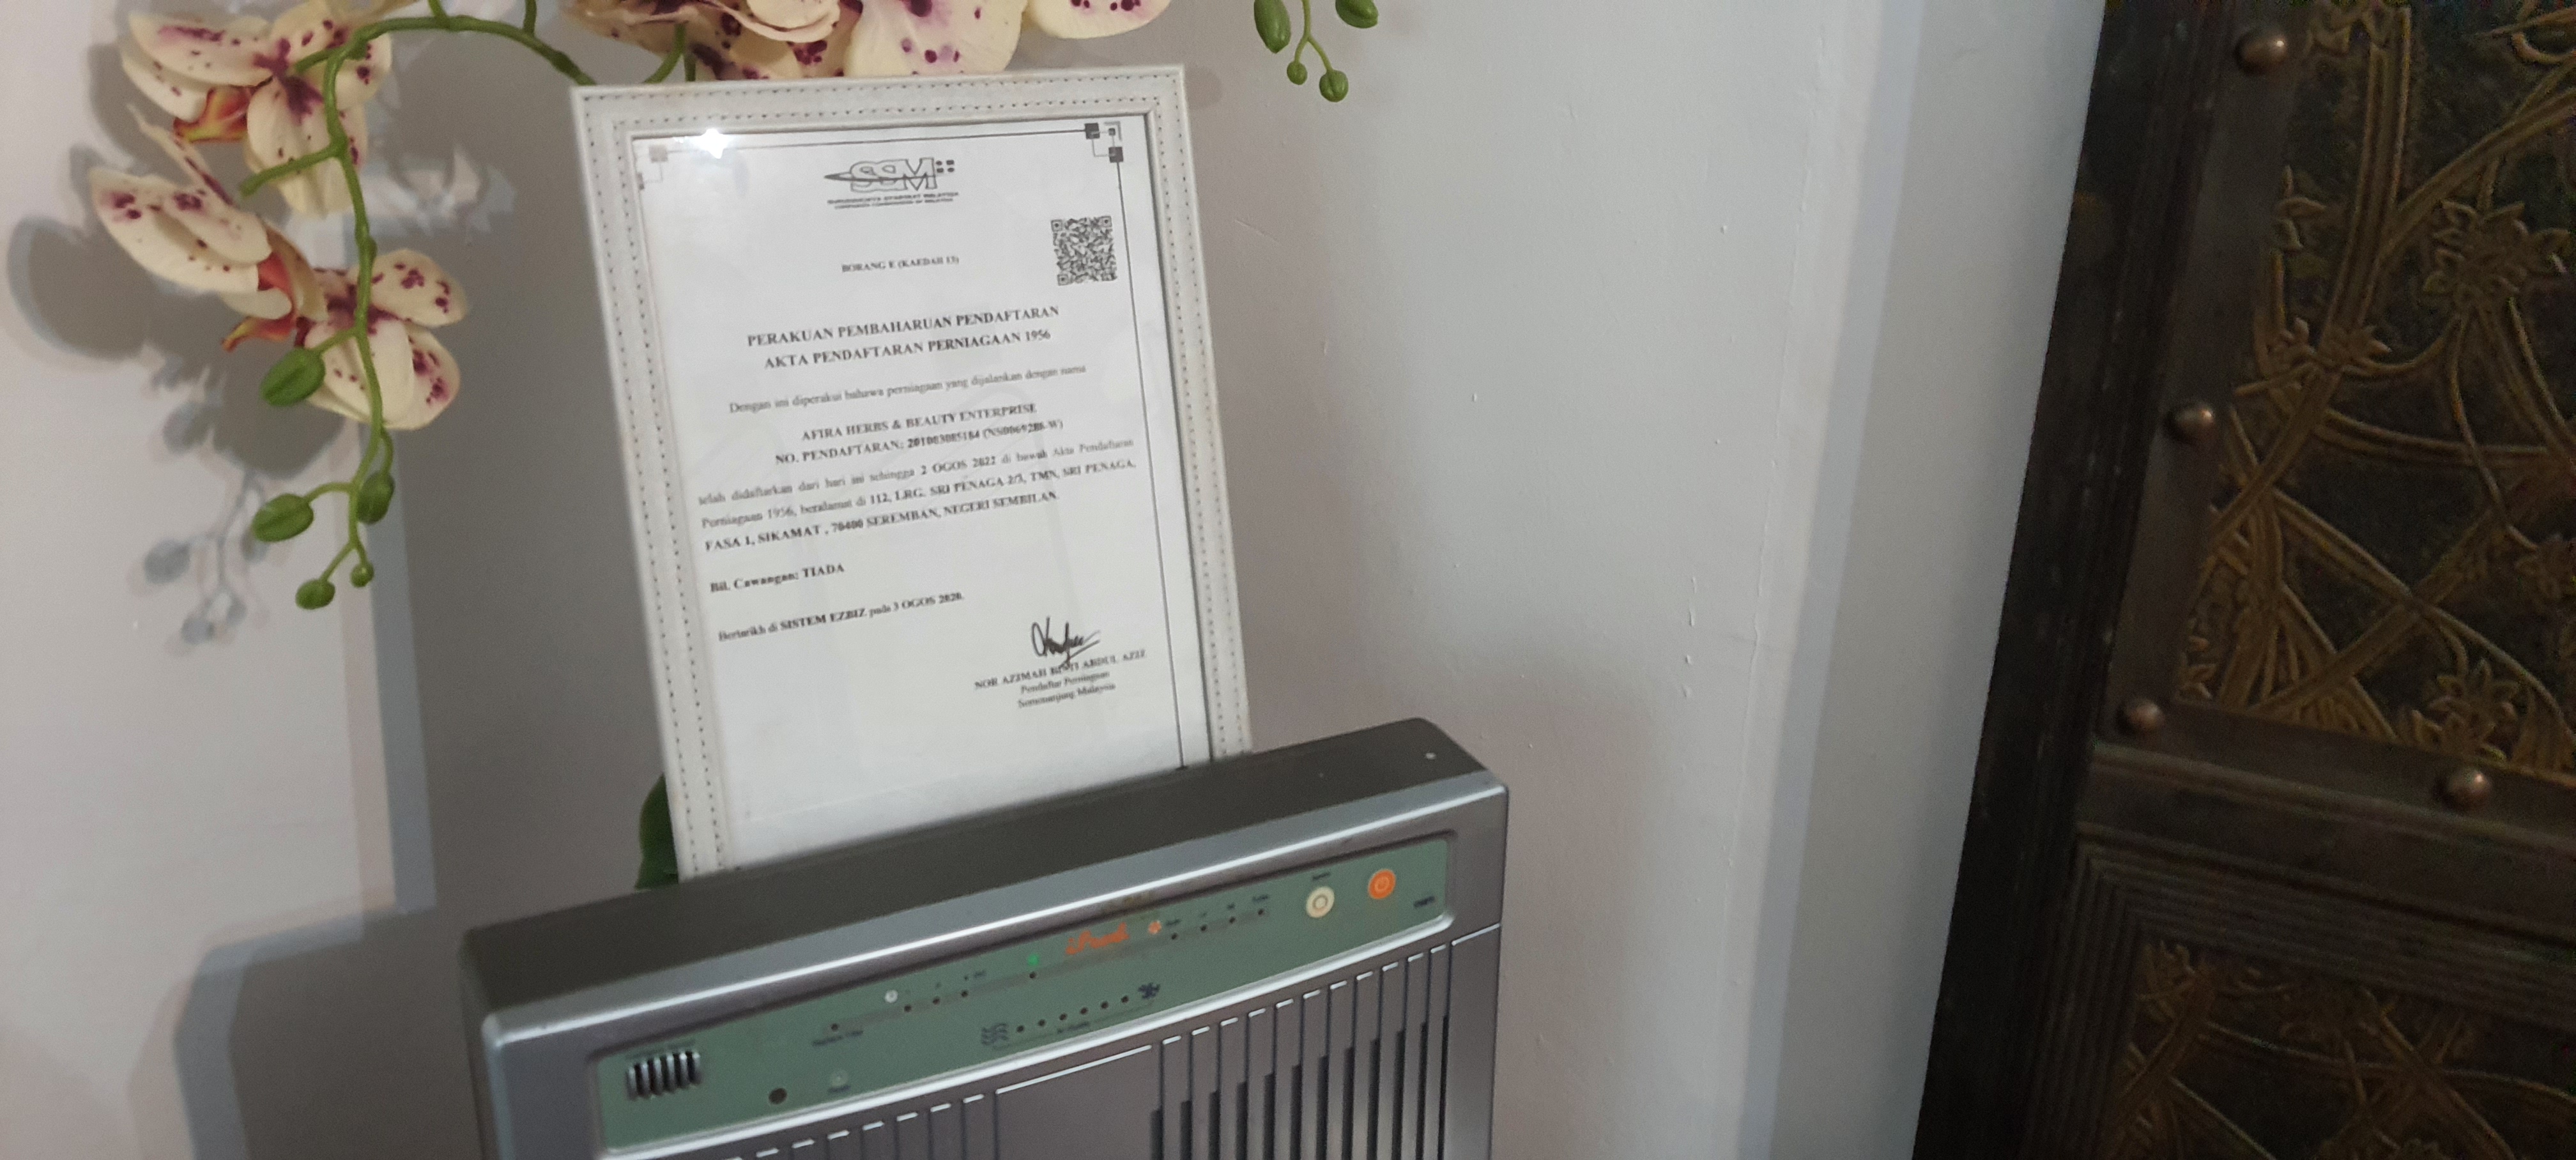 SSM
SURUHANJAYA SYARIKAT MALAYSIA
COMPANIES COMMISSION OF MALAYSIA
BORANG E (KAEDAH 13)
PERAKUAN PEMBAHARUAN PENDAFTARAN
AKTA PENDAFTARAN PERNIAGAAN 1956
Dengan ini diperakui bahawa perniagaan yang dijalankan dengan nama
AFIRA HERBS & BEAUTY ENTERPRISE
NO. PENDAFTARAN: 201003085184 (NS0069288-W)
telah didaftarkan dari hari ini sehingga 2 OGOS 2022 di bawah Akta Pendaftaran
Perniagaan 1956, beralamat di 112, LRG. SRI PENAGA 2/3, TMN. SRI PENAGA,
FASA 1, SIKAMAT , 70400 SEREMBAN, NEGERI SEMBILAN.
Bil. Cawangan: TIADA
Bertarikh di SISTEM EZBIZ pada 3 OGOS 2020.
NOR AZIMAH BINTI ABDUL AZIZ
Pendaftar Perniagaan
Semenanjung Malaysia